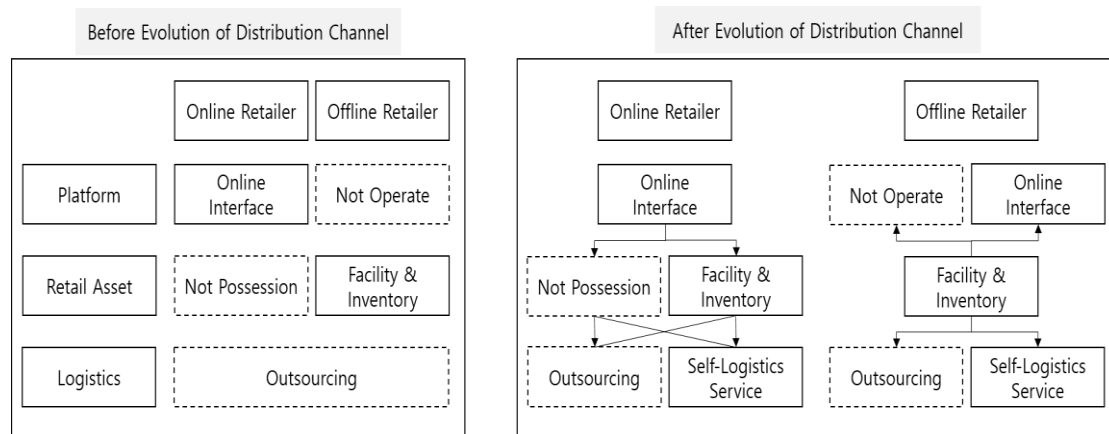 Before Evolution of Distribution Channel
Online Retailer
Offline Retailer
Platform
Online
Interface
Not Operate
Retail Asset
Not Possession
Facility &
Inventory
Logistics
Outsourcing
After Evolution of Distribution Channel
Online Retailer
Offline Retailer
Online
Interface
Not Operate
Online
Interface
Not Possession
Facility &
Inventory
Facility &
Inventory
Outsourcing
Self-Logistics
Service
Outsourcing
Self-Logistics
Service